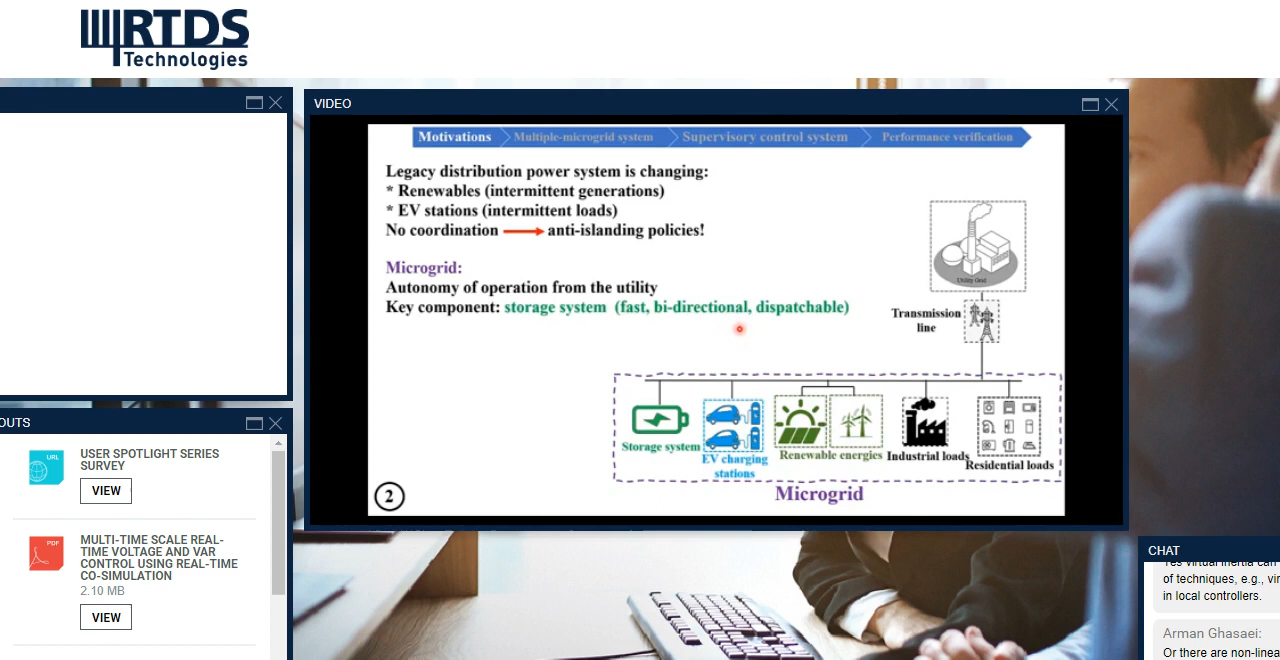 RTDS
Technologies
VIDEO
Motivations
Multiple-microgrid system
Supervisory control system
Performance verification
Legacy distribution power system is changing:
* Renewables (intermittent generations)
* EV stations (intermittent loads)
No coordination → anti-islanding policies!
Microgrid:
Autonomy of operation from the utility
Key component: storage system (fast, bi-directional, dispatchable)
Utility Grid
Transmission
line
Storage system
EV charging
stations
Renewable energies
Industrial loads
Residential loads
Microgrid
2
OUTS
URL
USER SPOTLIGHT SERIES
SURVEY
VIEW
PDF
MULTI-TIME SCALE REAL-
TIME VOLTAGE AND VAR
CONTROL USING REAL-TIME
CO-SIMULATION
2.10 MB
VIEW
CHAT
Yes virtual inertia can
of techniques, e.g., vir
in local controllers.
Arman Ghasaei:
Or there are non-linea